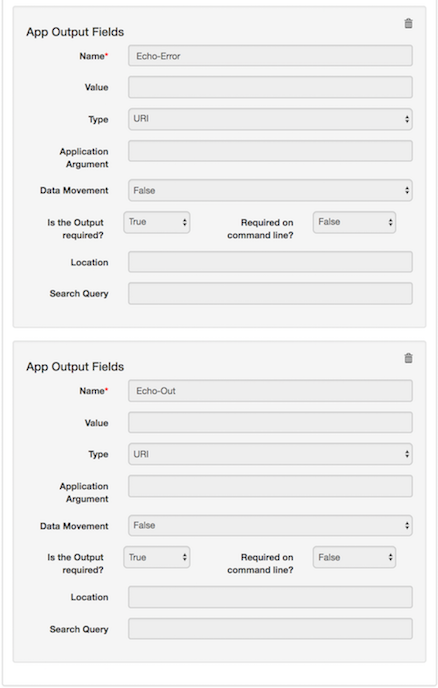 App Output Fields
Name* Echo-Error
Value
Type URI
Application
Argument
Data Movement False
Is the Output True Required on False
required? command line?
Location
Search Query
App Output Fields
Name* Echo-Out
Value
Type URI
Application
Argument
Data Movement False
Is the Output True Required on False
required? command line?
Location
Search Query